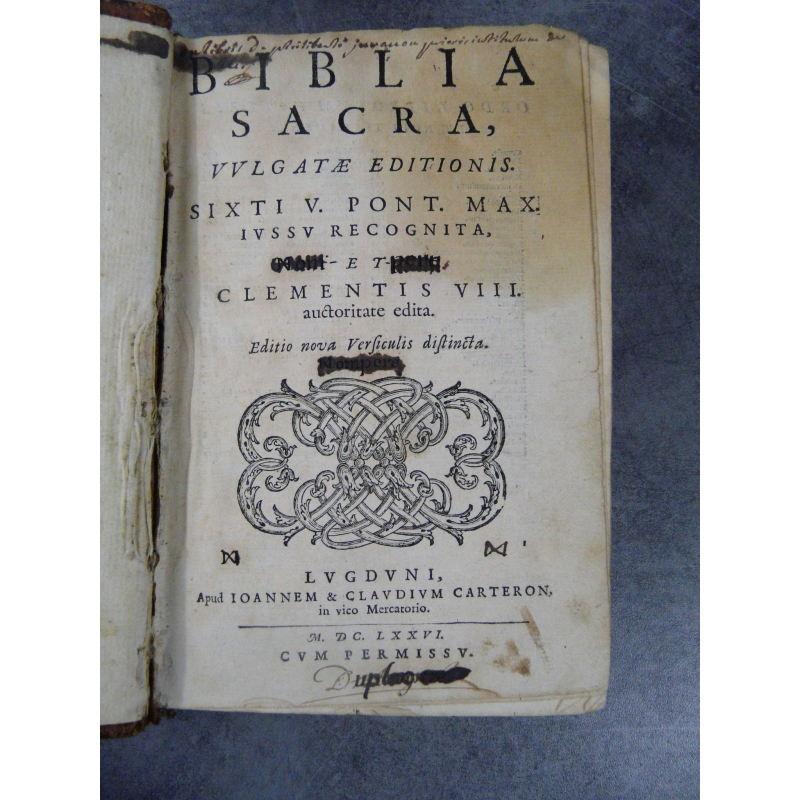 BIBLIA
SACRA,
VVLGATÆ EDITIONIS.
SIXTI V. PONT. MAX.
IVSSV RECOGNITA,
ET
CLEMENTIS VIII.
auctoritate edita.
Editio nova Verſiculis diſtincta.
LVGDVNI,
Apud IOANNEM & CLAVDIVM CARTERON,
in vico Mercatorio.
M. DC. LXXVI.
CVM PERMISSV.